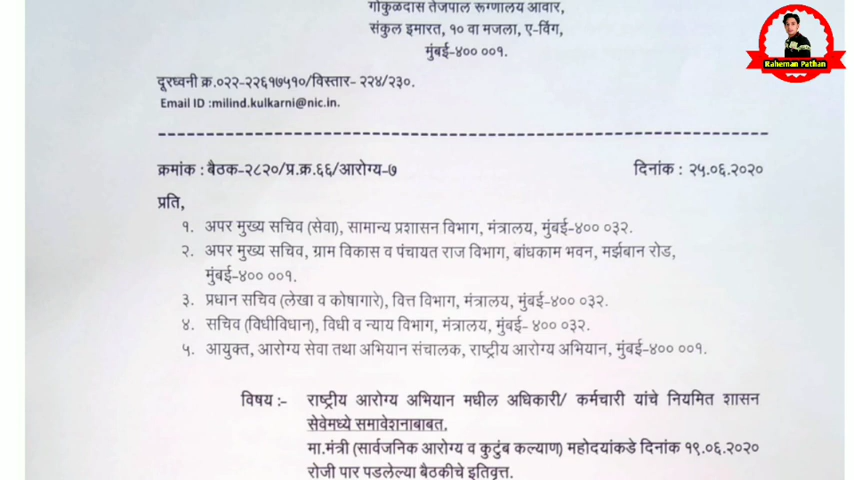 गोकुळदास तेजपाल रूग्णालय आवार,
संकुल इमारत, १० वा मजला, ए-विंग,
मुंबई-४०० ००१.
दूरध्वनी क्र.०२२-२२६१७५१०/विस्तार- २२४/२३०.
Email ID :milind.kulkarni@nic.in.
क्रमांक : बैठक-२८२०/प्र.क्र.६६/आरोग्य-७ दिनांक : २५.०६.२०२०
प्रति,
१. अपर मुख्य सचिव (सेवा), सामान्य प्रशासन विभाग, मंत्रालय, मुंबई-४०० ०३२.
२. अपर मुख्य सचिव, ग्राम विकास व पंचायत राज विभाग, बांधकाम भवन, मर्झबान रोड,
मुंबई-४०० ००१.
३. प्रधान सचिव (लेखा व कोषागारे), वित्त विभाग, मंत्रालय, मुंबई-४०० ०३२.
४. सचिव (विधीविधान), विधी व न्याय विभाग, मंत्रालय, मुंबई- ४०० ०३२.
५. आयुक्त, आरोग्य सेवा तथा अभियान संचालक, राष्ट्रीय आरोग्य अभियान, मुंबई-४०० ००१.
विषय :- राष्ट्रीय आरोग्य अभियान मधील अधिकारी/ कर्मचारी यांचे नियमित शासन
सेवेमध्ये समावेशनाबाबत.
मा.मंत्री (सार्वजनिक आरोग्य व कुटुंब कल्याण) महोदयांकडे दिनांक १९.०६.२०२०
रोजी पार पडलेल्या बैठकीचे इतिवृत्त.
Raheman Pathan